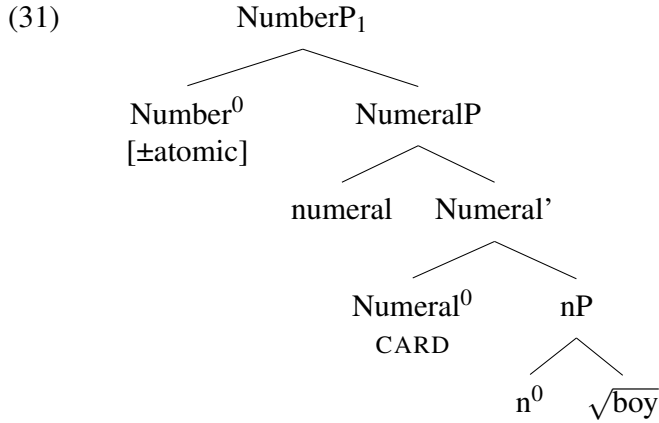 (31) NumberP₁
Number⁰ NumeralP
[±atomic]
numeral Numeral’
Numeral⁰ nP
CARD
n⁰ √boy